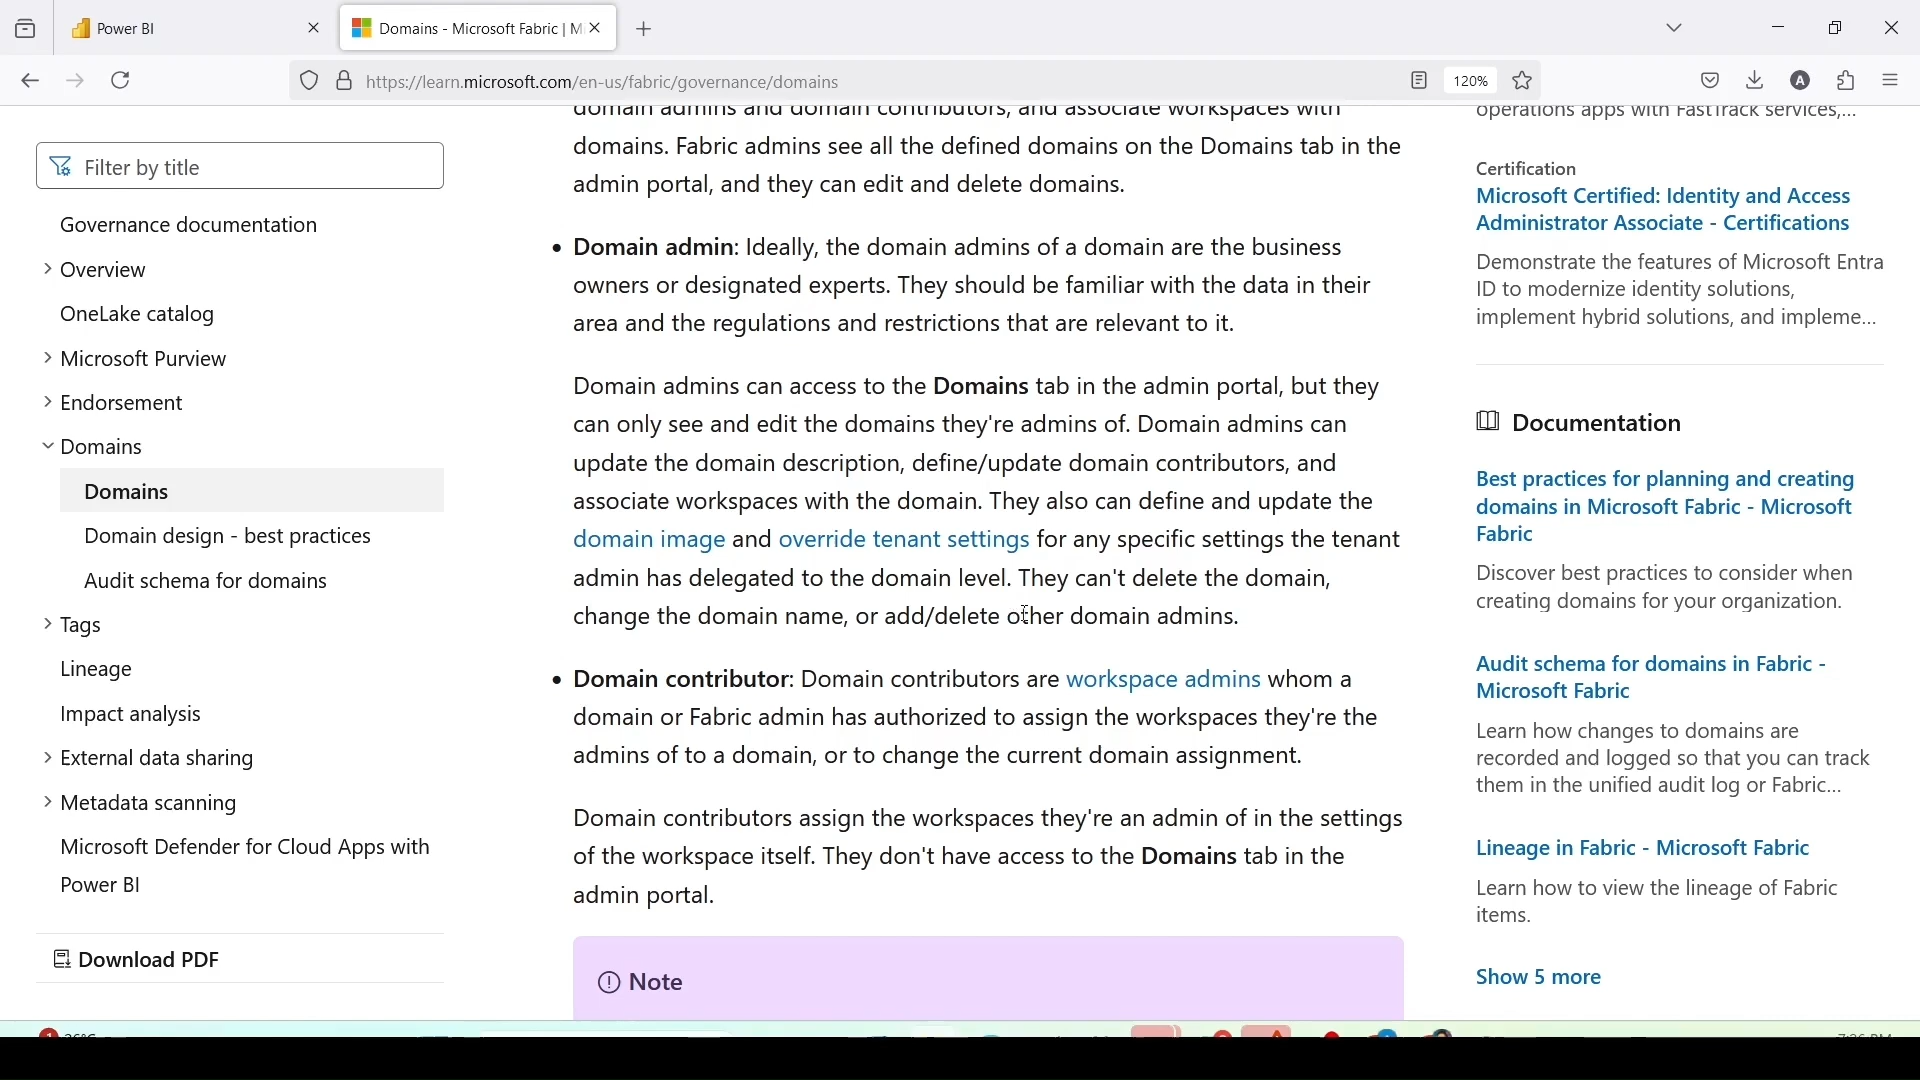 Power BI
Domains - Microsoft Fabric | Mi
https://learn.microsoft.com/en-us/fabric/governance/domains
120%
A
Filter by title
Governance documentation
Overview
OneLake catalog
Microsoft Purview
Endorsement
Domains
Domains
Domain design - best practices
Audit schema for domains
Tags
Lineage
Impact analysis
External data sharing
Metadata scanning
Microsoft Defender for Cloud Apps with
Power BI
Download PDF
domain admins and domain contributors, and associate workspaces with
domains. Fabric admins see all the defined domains on the Domains tab in the
admin portal, and they can edit and delete domains.
• Domain admin: Ideally, the domain admins of a domain are the business
owners or designated experts. They should be familiar with the data in their
area and the regulations and restrictions that are relevant to it.
Domain admins can access to the Domains tab in the admin portal, but they
can only see and edit the domains they're admins of. Domain admins can
update the domain description, define/update domain contributors, and
associate workspaces with the domain. They also can define and update the
domain image and override tenant settings for any specific settings the tenant
admin has delegated to the domain level. They can't delete the domain,
change the domain name, or add/delete other domain admins.
• Domain contributor: Domain contributors are workspace admins whom a
domain or Fabric admin has authorized to assign the workspaces they're the
admins of to a domain, or to change the current domain assignment.
Domain contributors assign the workspaces they're an admin of in the settings
of the workspace itself. They don't have access to the Domains tab in the
admin portal.
Note
operations apps with FastTrack services,...
Certification
Microsoft Certified: Identity and Access
Administrator Associate - Certifications
Demonstrate the features of Microsoft Entra
ID to modernize identity solutions,
implement hybrid solutions, and impleme...
Documentation
Best practices for planning and creating
domains in Microsoft Fabric - Microsoft
Fabric
Discover best practices to consider when
creating domains for your organization.
Audit schema for domains in Fabric -
Microsoft Fabric
Learn how changes to domains are
recorded and logged so that you can track
them in the unified audit log or Fabric...
Lineage in Fabric - Microsoft Fabric
Learn how to view the lineage of Fabric
items.
Show 5 more